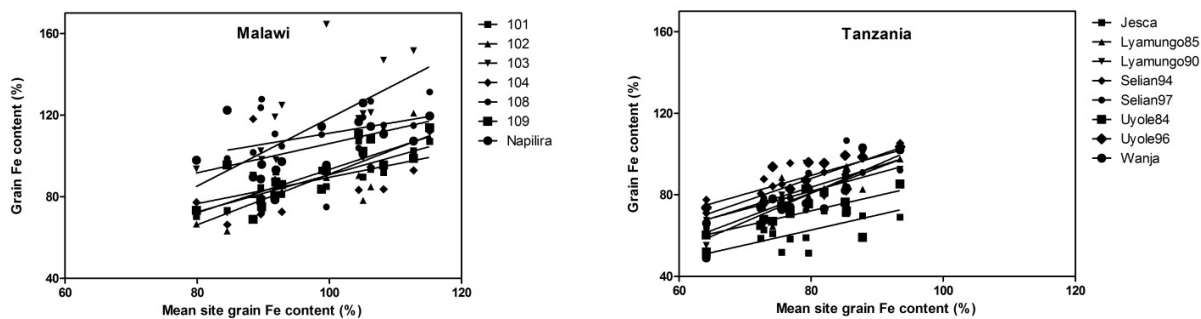 Malawi
Grain Fe content (%)
160
120
80
40
60
80
100
120
Mean site grain Fe content (%)
101
102
103
104
108
109
Napilira
Tanzania
Grain Fe content (%)
160
120
80
40
60
80
100
120
Mean site grain Fe content (%)
Jesca
Lyamungo85
Lyamungo90
Selian94
Selian97
Uyole84
Uyole96
Wanja